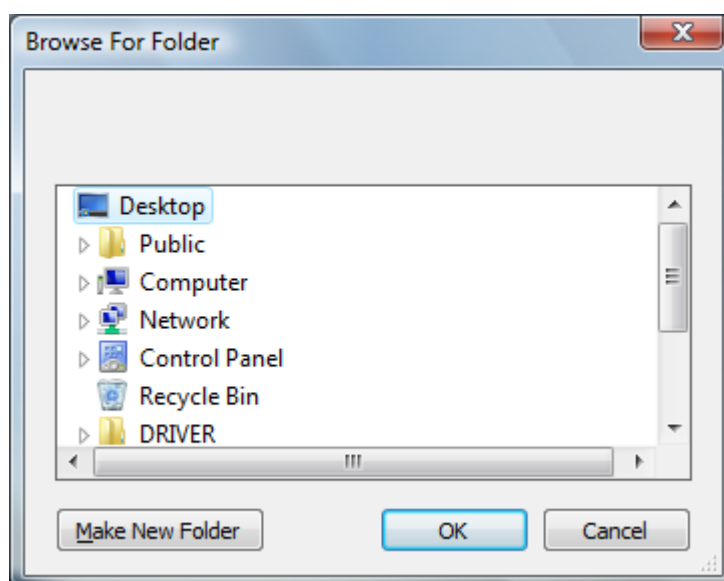 Browse For Folder
Desktop
Public
Computer
Network
Control Panel
Recycle Bin
DRIVER
Make New Folder
OK
Cancel